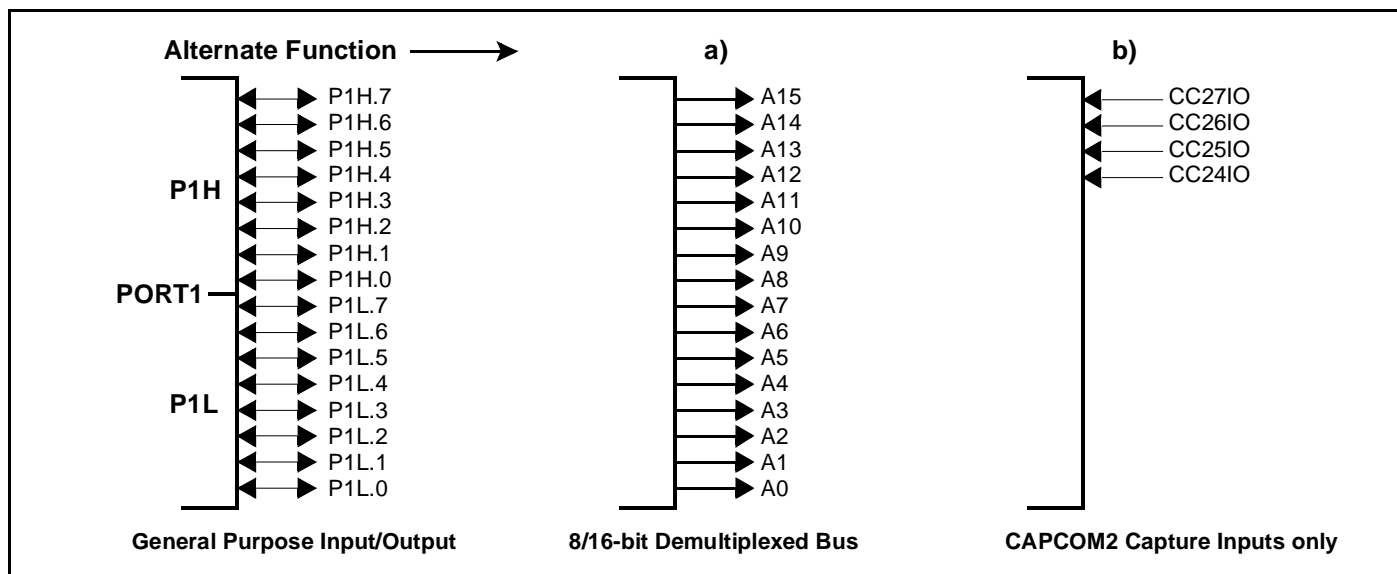 Alternate Function a) b)
P1H.7 A15 CC27IO
P1H.6 A14 CC26IO
P1H.5 A13 CC25IO
P1H.4 A12 CC24IO
P1H
P1H.3 A11
P1H.2 A10
P1H.1 A9
P1H.0 A8
PORT1
P1L.7 A7
P1L.6 A6
P1L.5 A5
P1L.4 A4
P1L
P1L.3 A3
P1L.2 A2
P1L.1 A1
P1L.0 A0
General Purpose Input/Output 8/16-bit Demultiplexed Bus CAPCOM2 Capture Inputs only